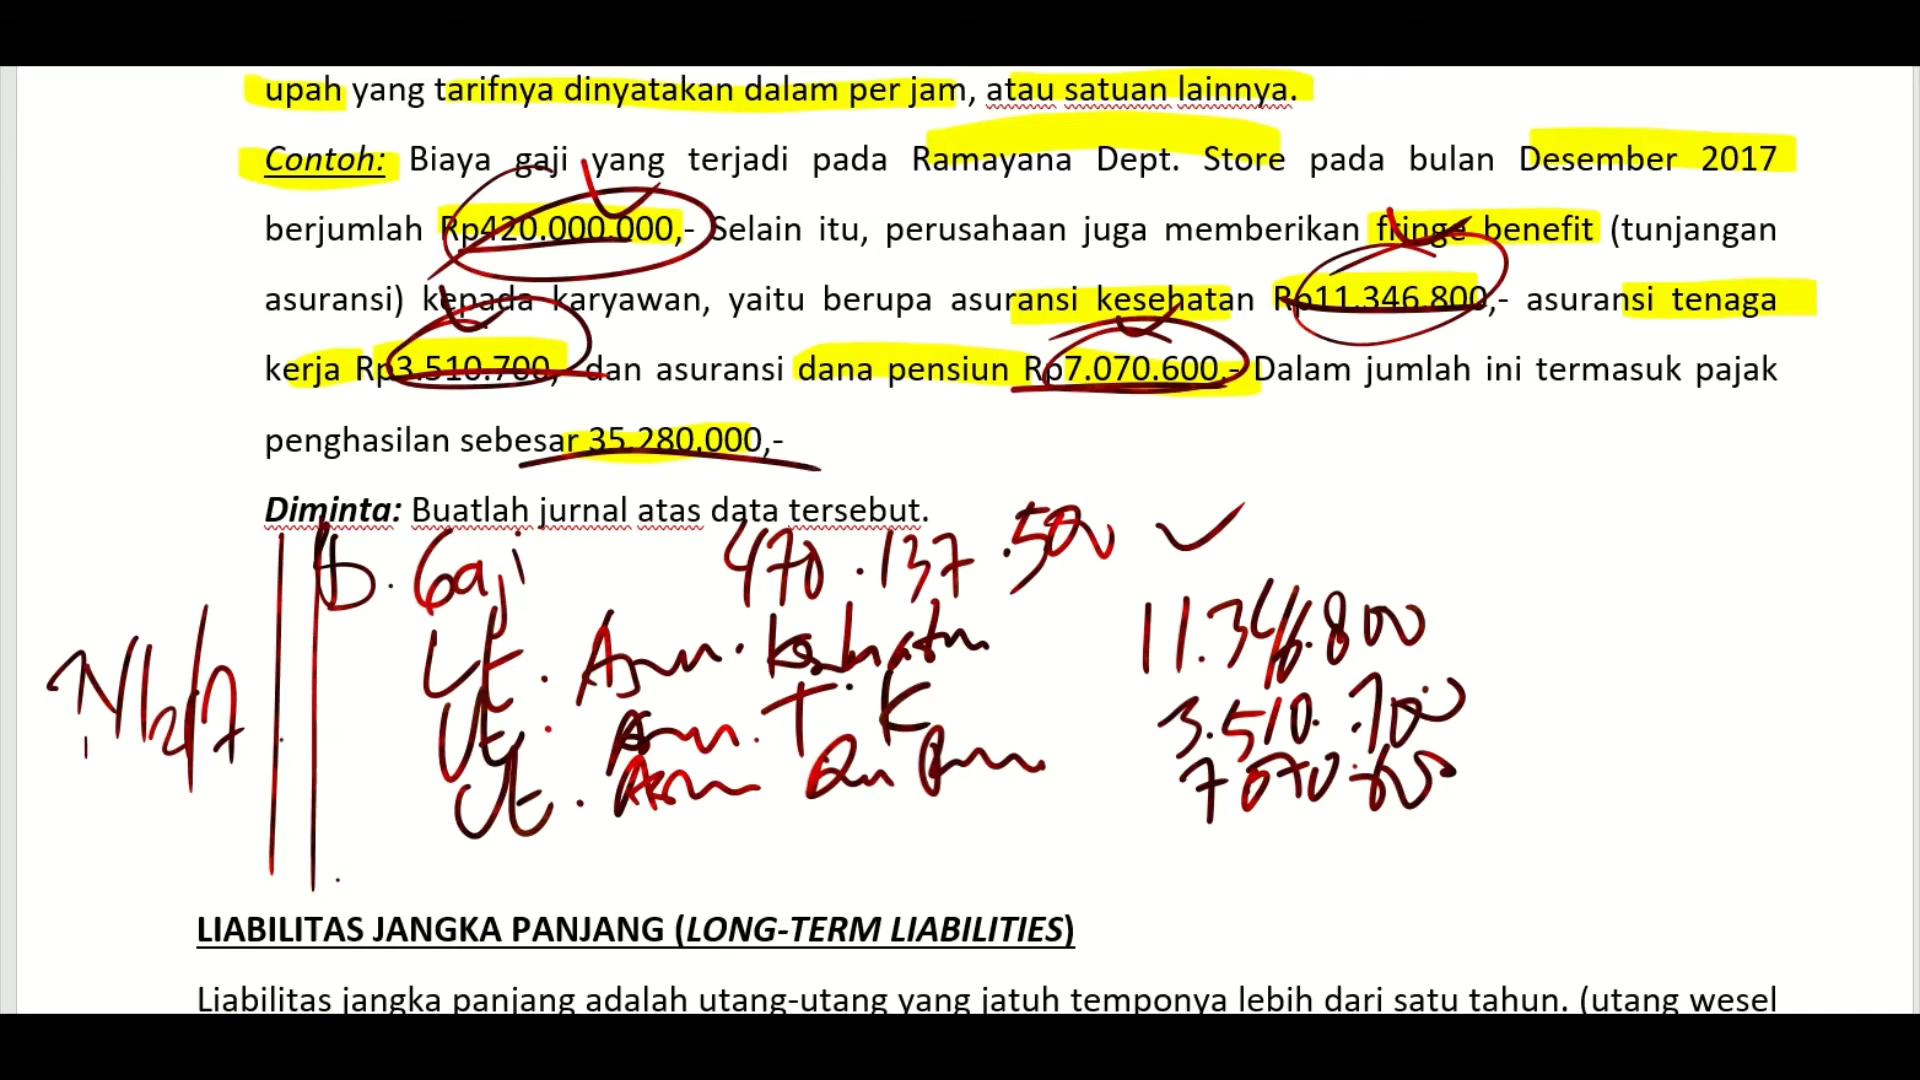 upah yang tarifnya dinyatakan dalam per jam, atau satuan lainnya.
Contoh: Biaya gaji yang terjadi pada Ramayana Dept. Store pada bulan Desember 2017
berjumlah Rp420.000.000,- Selain itu, perusahaan juga memberikan fringe benefit (tunjangan
asuransi) kepada karyawan, yaitu berupa asuransi kesehatan Rp11.346.800,- asuransi tenaga
kerja Rp3.510.700, dan asuransi dana pensiun Rp7.070.600,- Dalam jumlah ini termasuk pajak
penghasilan sebesar 35.280.000,-
Diminta: Buatlah jurnal atas data tersebut.
b. Gaji 470.137.500
Ut. Asur. Kesehatan 11.346.800
Ut. Asur. T.K 3.510.700
Ut. Asur 7.070.600
LIABILITAS JANGKA PANJANG (LONG-TERM LIABILITIES)
Liabilitas jangka panjang adalah utang-utang yang jatuh temponya lebih dari satu tahun. (utang wesel